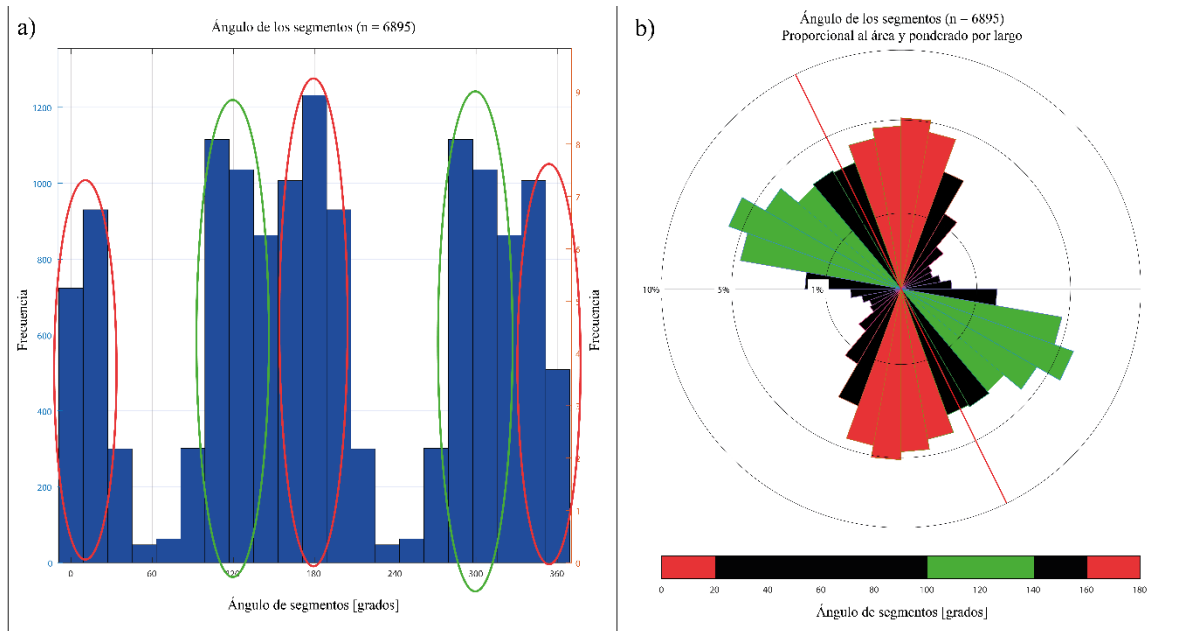 a)
Ángulo de los segmentos (n = 6895)
Frecuencia
0
200
400
600
800
1000
1200
0
1
2
3
4
5
6
7
8
9
Frecuencia
0 60 120 180 240 300 360
Ángulo de segmentos [grados]
b)
Ángulo de los segmentos (n – 6895)
Proporcional al área y ponderado por largo
10% 5% 1%
0 20 40 60 80 100 120 140 160 180
Ángulo de segmentos [grados]